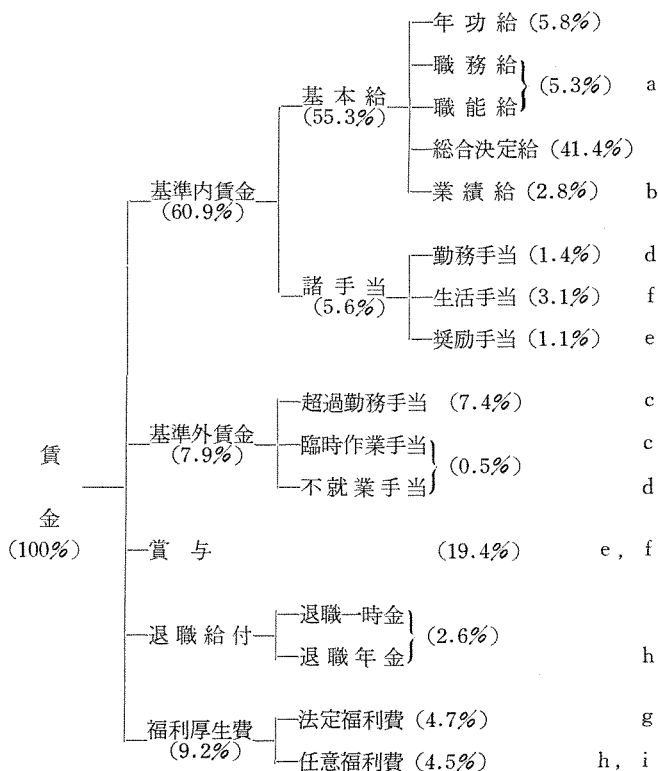 年功給 (5.8%)
職務給
(5.3%) a
基本給
(55.3%)
職能給
総合決定給 (41.4%)
基準内賃金
(60.9%)
業績給 (2.8%) b
勤務手当 (1.4%) d
諸手当
(5.6%)
生活手当 (3.1%) f
奨励手当 (1.1%) e
超過勤務手当 (7.4%) c
基準外賃金
(7.9%)
臨時作業手当 c
(0.5%)
不就業手当 d
賃
金
(100%)
賞与 (19.4%) e, f
退職一時金
退職給付
(2.6%)
退職年金 h
法定福利費 (4.7%) g
福利厚生費
(9.2%)
任意福利費 (4.5%) h, i